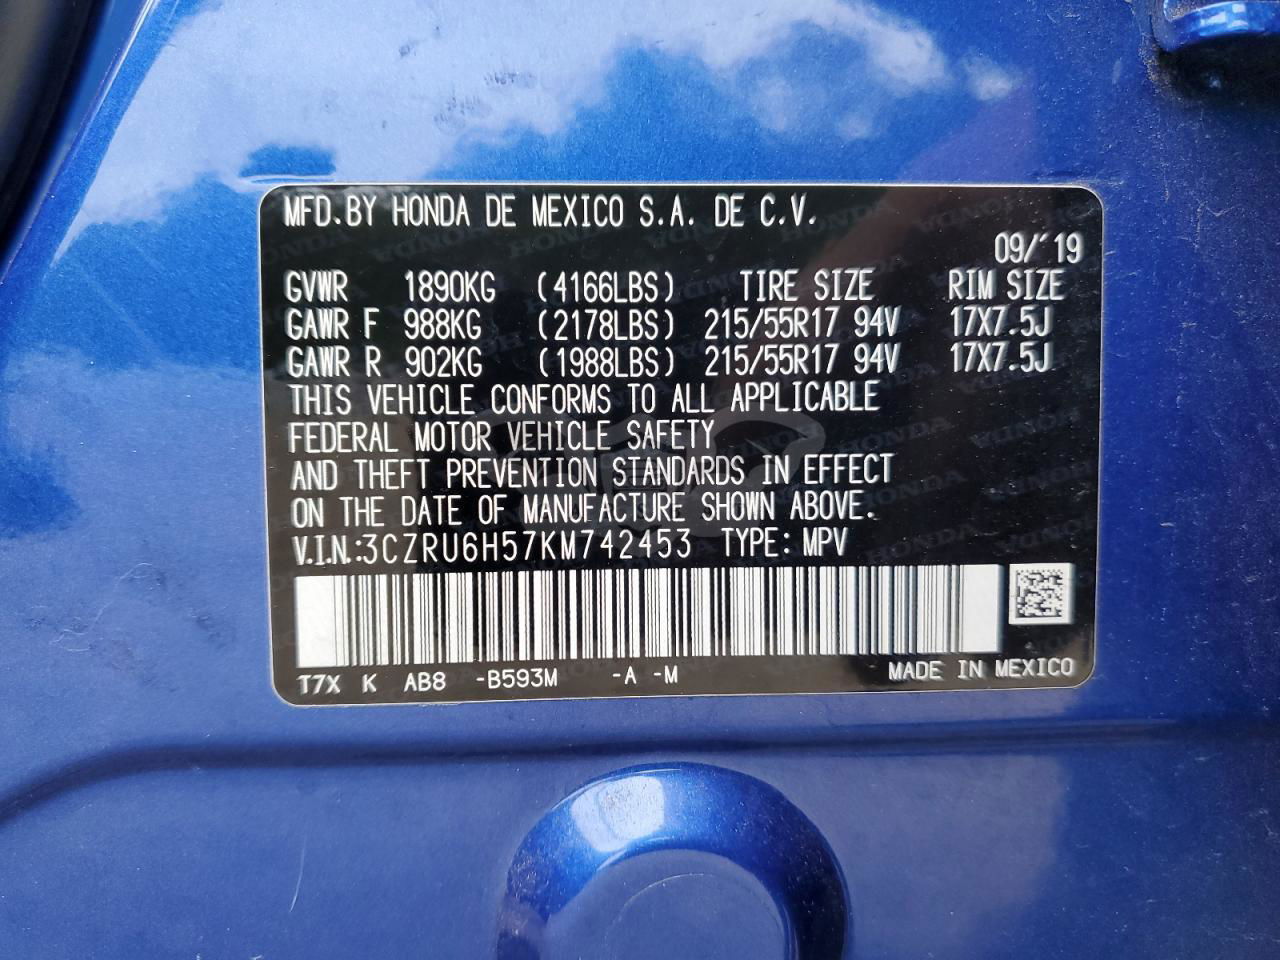 MFD.BY HONDA DE MEXICO S.A. DE C.V.
09/'19
GVWR 1890KG (4166LBS) TIRE SIZE RIM SIZE
GAWR F 988KG (2178LBS) 215/55R17 94V 17X7.5J
GAWR R 902KG (1988LBS) 215/55R17 94V 17X7.5J
THIS VEHICLE CONFORMS TO ALL APPLICABLE
FEDERAL MOTOR VEHICLE SAFETY
AND THEFT PREVENTION STANDARDS IN EFFECT
ON THE DATE OF MANUFACTURE SHOWN ABOVE.
V.I.N.:3CZRU6H57KM742453 TYPE: MPV
T7X K AB8 -B593M -A -M MADE IN MEXICO